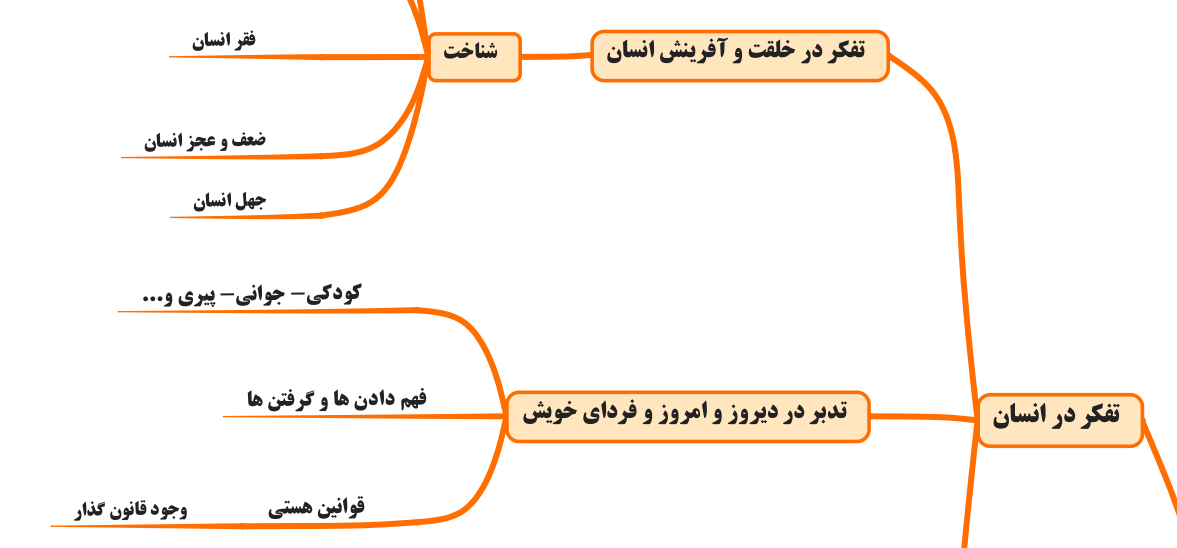 تفکر در خلقت و آفرینش انسان
شناخت
فقر انسان
ضعف و عجز انسان
جهل انسان
کودکی- جوانی- پیری و...
تفکر در انسان
تدبر در دیروز و امروز و فردای خویش
فهم دادن ها و گرفتن ها
قوانین هستی
وجود قانون گذار